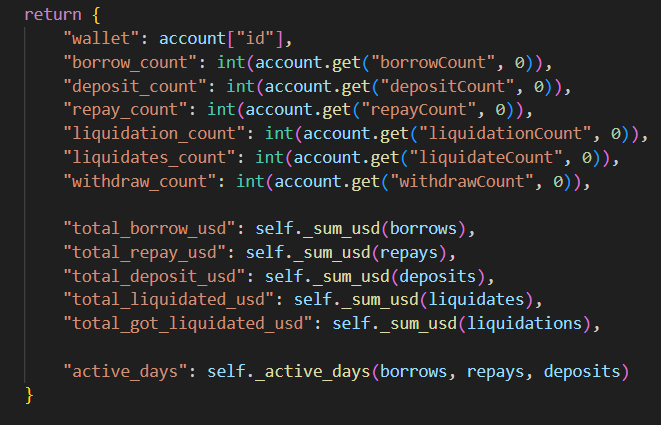 return {
"wallet": account["id"],
"borrow_count": int(account.get("borrowCount", 0)),
"deposit_count": int(account.get("depositCount", 0)),
"repay_count": int(account.get("repayCount", 0)),
"liquidation_count": int(account.get("liquidationCount", 0)),
"liquidates_count": int(account.get("liquidateCount", 0)),
"withdraw_count": int(account.get("withdrawCount", 0)),
"total_borrow_usd": self._sum_usd(borrows),
"total_repay_usd": self._sum_usd(repays),
"total_deposit_usd": self._sum_usd(deposits),
"total_liquidated_usd": self._sum_usd(liquidates),
"total_got_liquidated_usd": self._sum_usd(liquidations),
"active_days": self._active_days(borrows, repays, deposits)
}